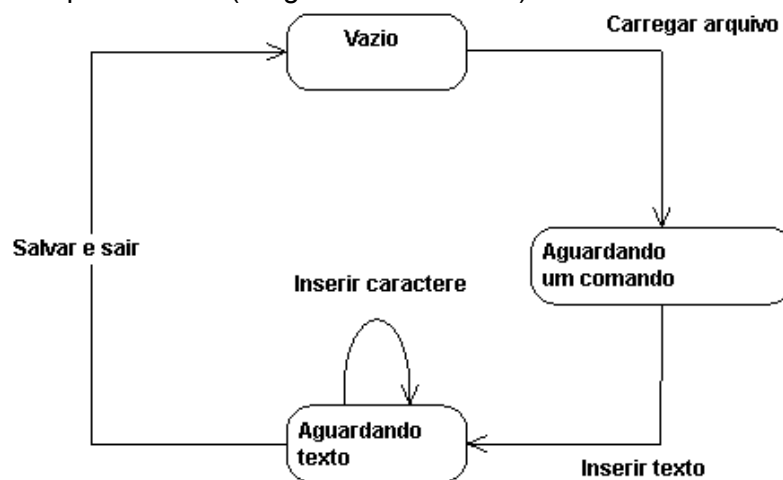 Vazio
Carregar arquivo
Salvar e sair
Aguardando
um comando
Inserir caractere
Aguardando
texto
Inserir texto